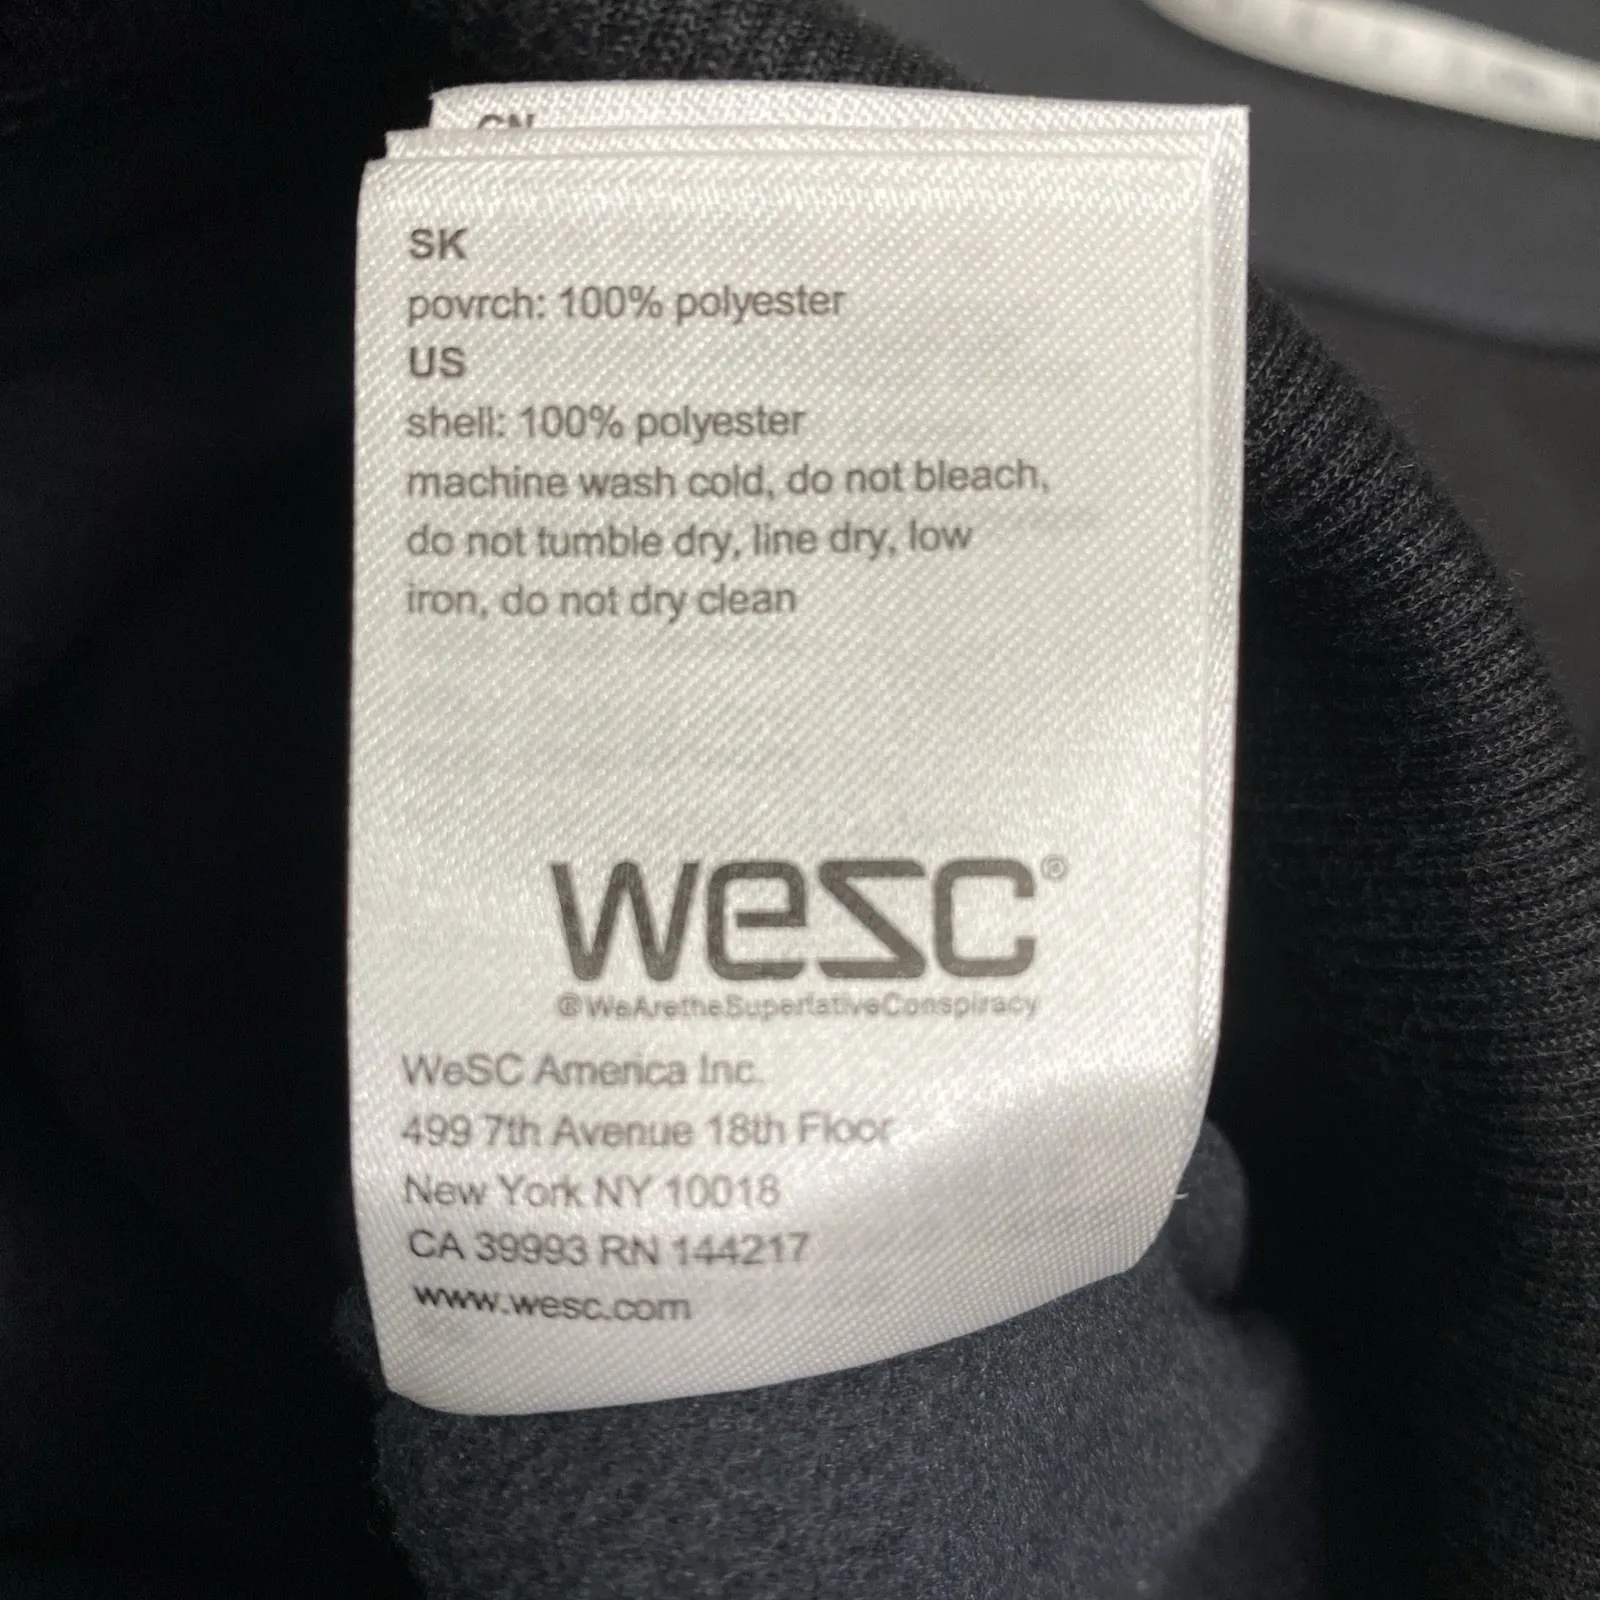 CN
SK
povrch: 100% polyester
US
shell: 100% polyester
machine wash cold, do not bleach,
do not tumble dry, line dry, low
iron, do not dry clean
wesc®
®WeAretheSuperlativeConspiracy
WeSC America Inc.
499 7th Avenue 18th Floor
New York NY 10018
CA 39993 RN 144217
www.wesc.com